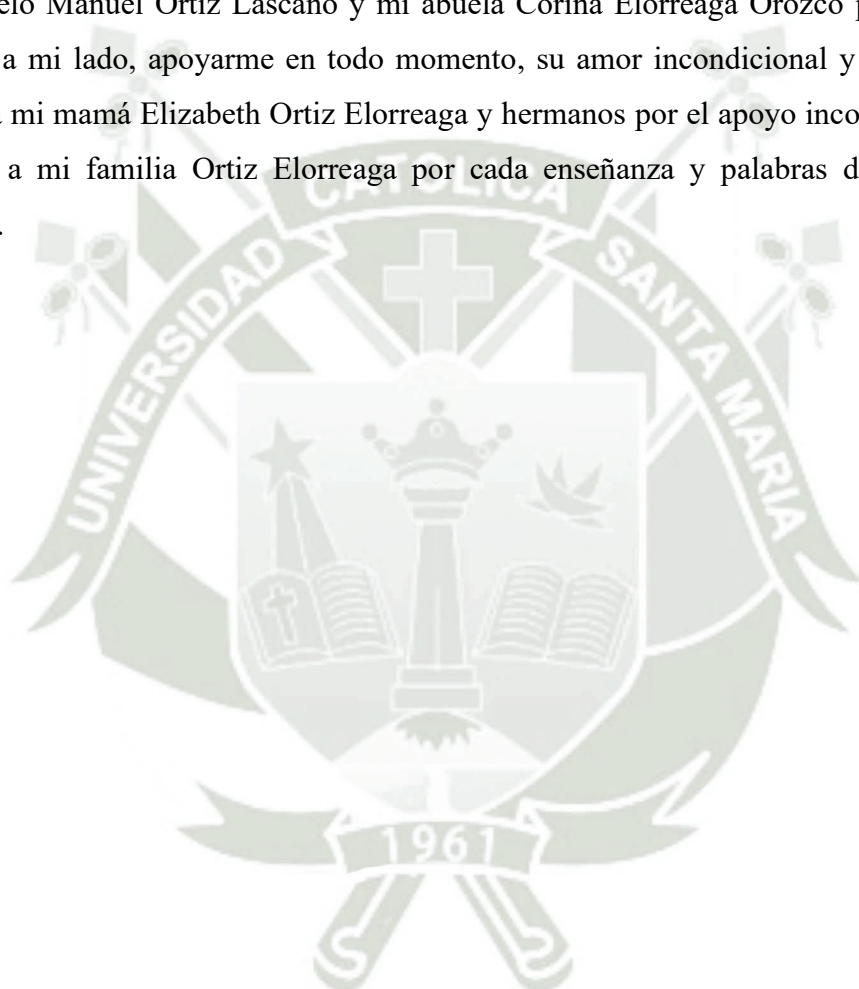 elo Manuel Ortiz Lascano y mi abuela Corina Elorreaga Orozco p
a mi lado, apoyarme en todo momento, su amor incondicional y
mi mamá Elizabeth Ortiz Elorreaga y hermanos por el apoyo inco
a mi familia Ortiz Elorreaga por cada enseñanza y palabras d
.
UNIVERSIDAD CATOLICA SANTA MARIA
1961